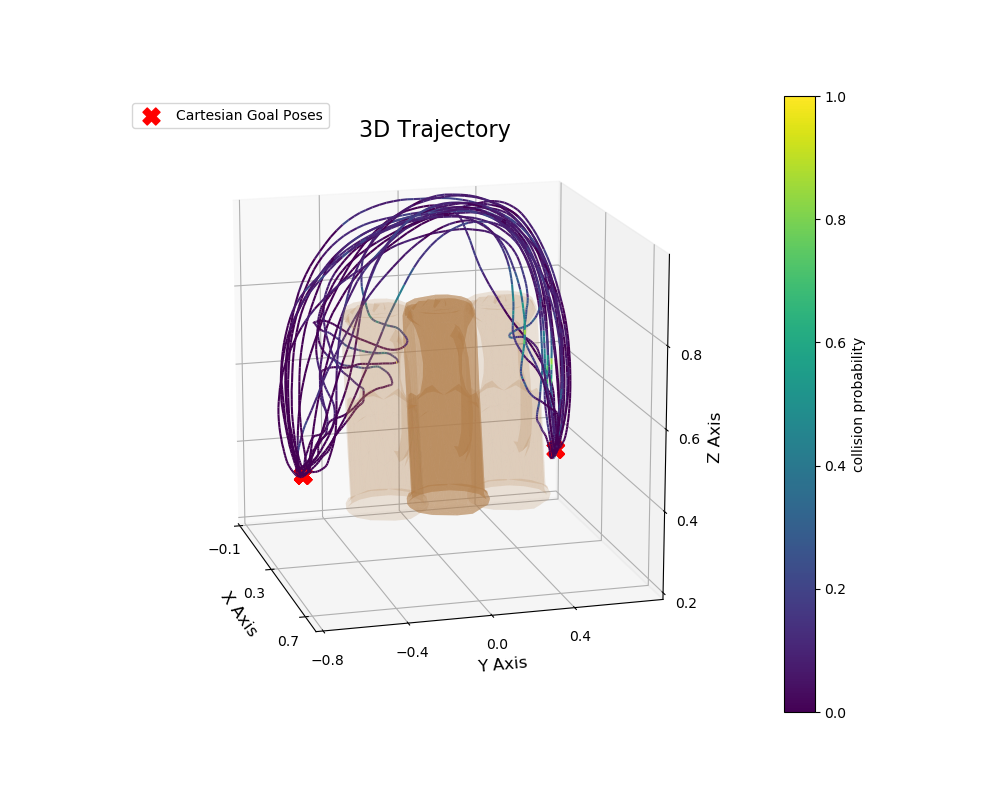 Cartesian Goal Poses
3D Trajectory
1.0
0.8
0.6
0.4
0.2
0.0
collision probability
0.8
0.6
0.4
0.2
Z Axis
−0.1
0.3
0.7
X Axis
−0.8
−0.4
0.0
0.4
Y Axis